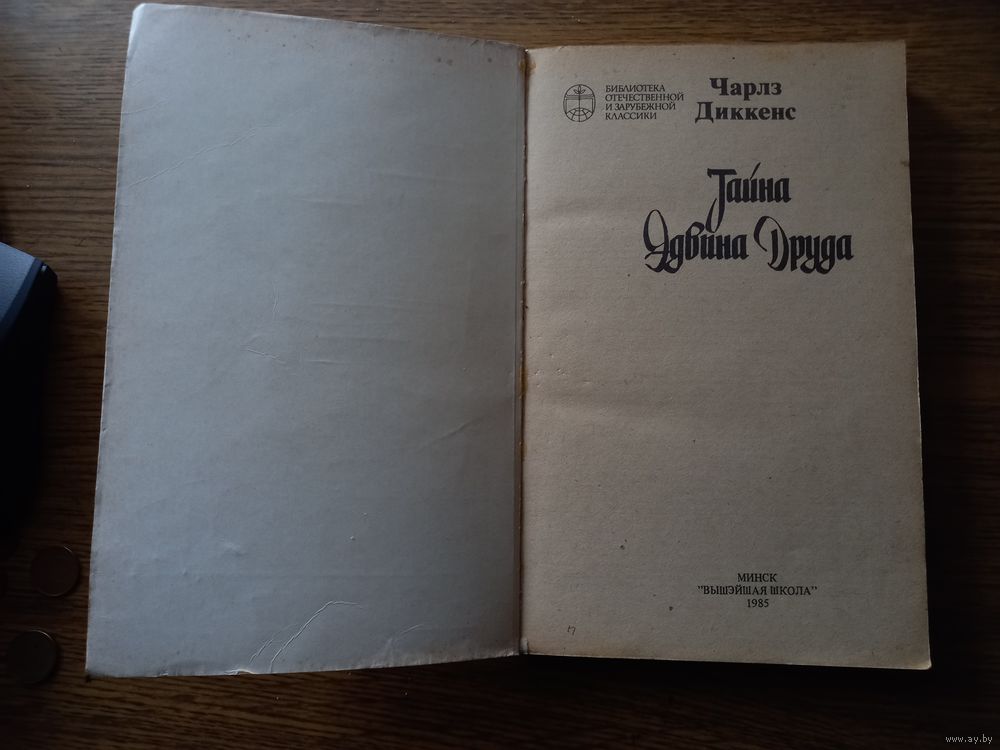 БИБЛИОТЕКА
ОТЕЧЕСТВЕННОЙ
И ЗАРУБЕЖНОЙ
КЛАССИКИ
Чарлз
Диккенс
Тайна
Эдвина Друда
МИНСК
"ВЫШЭЙШАЯ ШКОЛА"
1985
www.ay.by